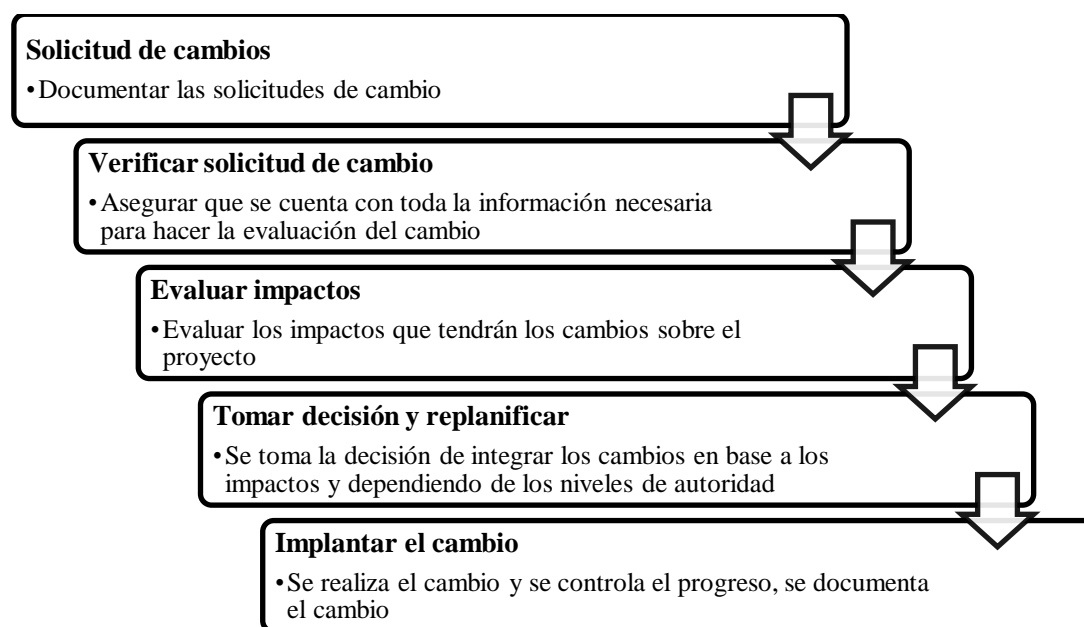 Solicitud de cambios
•Documentar las solicitudes de cambio
Verificar solicitud de cambio
•Asegurar que se cuenta con toda la información necesaria
para hacer la evaluación del cambio
Evaluar impactos
•Evaluar los impactos que tendrán los cambios sobre el
proyecto
Tomar decisión y replanificar
•Se toma la decisión de integrar los cambios en base a los
impactos y dependiendo de los niveles de autoridad
Implantar el cambio
•Se realiza el cambio y se controla el progreso, se documenta
el cambio